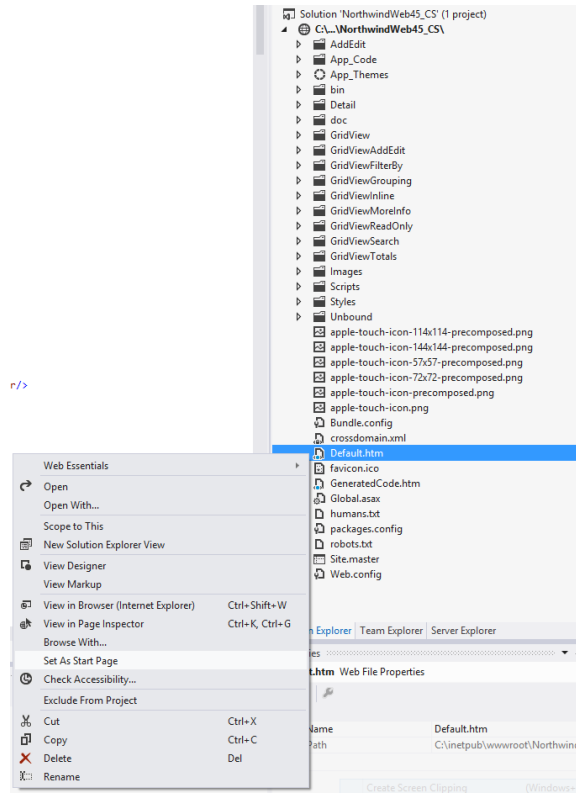 Solution 'NorthwindWeb45_CS' (1 project)
C:\...\NorthwindWeb45_CS\
AddEdit
App_Code
App_Themes
bin
Detail
doc
GridView
GridViewAddEdit
GridViewFilterBy
GridViewGrouping
GridViewInline
GridViewMoreInfo
GridViewReadOnly
GridViewSearch
GridViewTotals
Images
Scripts
Styles
Unbound
apple-touch-icon-114x114-precomposed.png
apple-touch-icon-144x144-precomposed.png
apple-touch-icon-57x57-precomposed.png
apple-touch-icon-72x72-precomposed.png
apple-touch-icon-precomposed.png
apple-touch-icon.png
Bundle.config
crossdomain.xml
Default.htm
favicon.ico
GeneratedCode.htm
Global.asax
humans.txt
packages.config
robots.txt
Site.master
Web.config
r/>
Web Essentials
Open
Open With...
Scope to This
New Solution Explorer View
View Designer
View Markup
View in Browser (Internet Explorer) Ctrl+Shift+W
View in Page Inspector Ctrl+K, Ctrl+G
Browse With...
Set As Start Page
Check Accessibility...
Exclude From Project
Cut Ctrl+X
Copy Ctrl+C
Delete Del
Rename
n Explorer Team Explorer Server Explorer
ies
t.htm Web File Properties
Name Default.htm
Path C:\inetpub\wwwroot\Northwin
Create Screen Clipping (Windows+